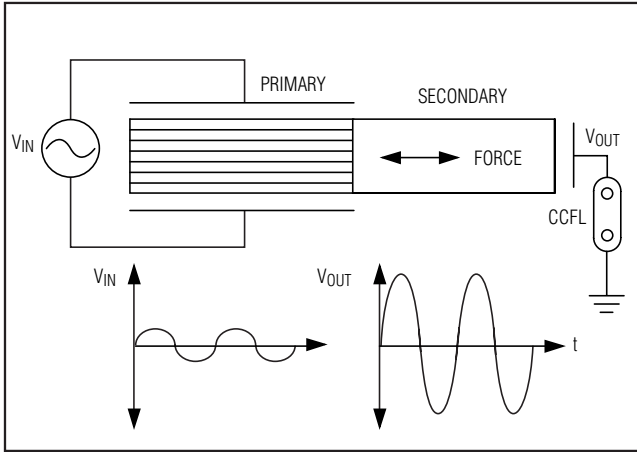 PRIMARY
SECONDARY
VIN
FORCE
VOUT
CCFL
VIN
VOUT
t